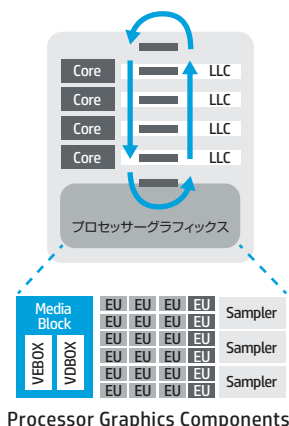 Core LLC
Core LLC
Core LLC
Core LLC
プロセッサーグラフィックス
Media
Block
VEBOX
VDBOX
EU EU EU EU
EU EU EU EU
EU EU EU EU
EU EU EU EU
EU EU EU EU
EU EU EU EU
Sampler
Sampler
Sampler
Processor Graphics Components